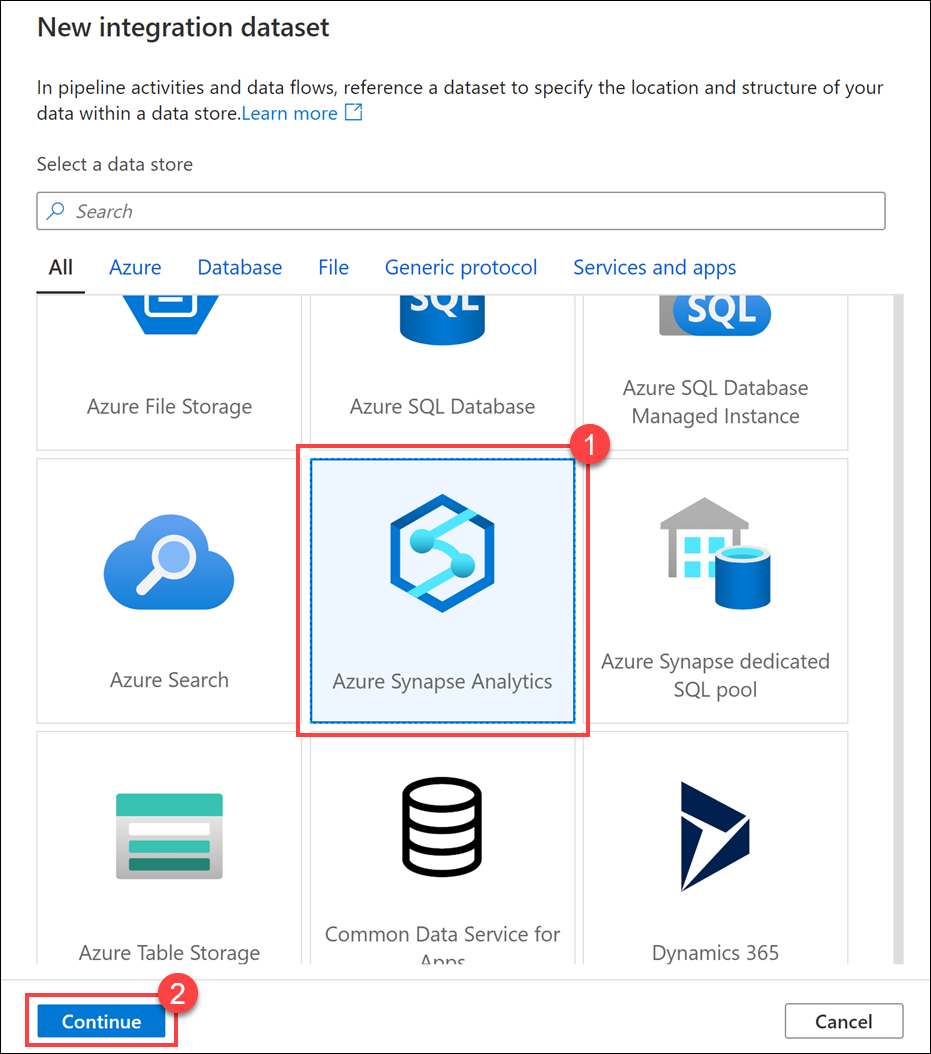 New integration dataset
In pipeline activities and data flows, reference a dataset to specify the location and structure of your
data within a data store.Learn more
Select a data store
Search
All Azure Database File Generic protocol Services and apps
SQL
SQL
Azure File Storage
Azure SQL Database
Azure SQL Database
Managed Instance
1
Azure Search
Azure Synapse Analytics
Azure Synapse dedicated
SQL pool
Azure Table Storage
Common Data Service for
Apps
Dynamics 365
2
Continue
Cancel